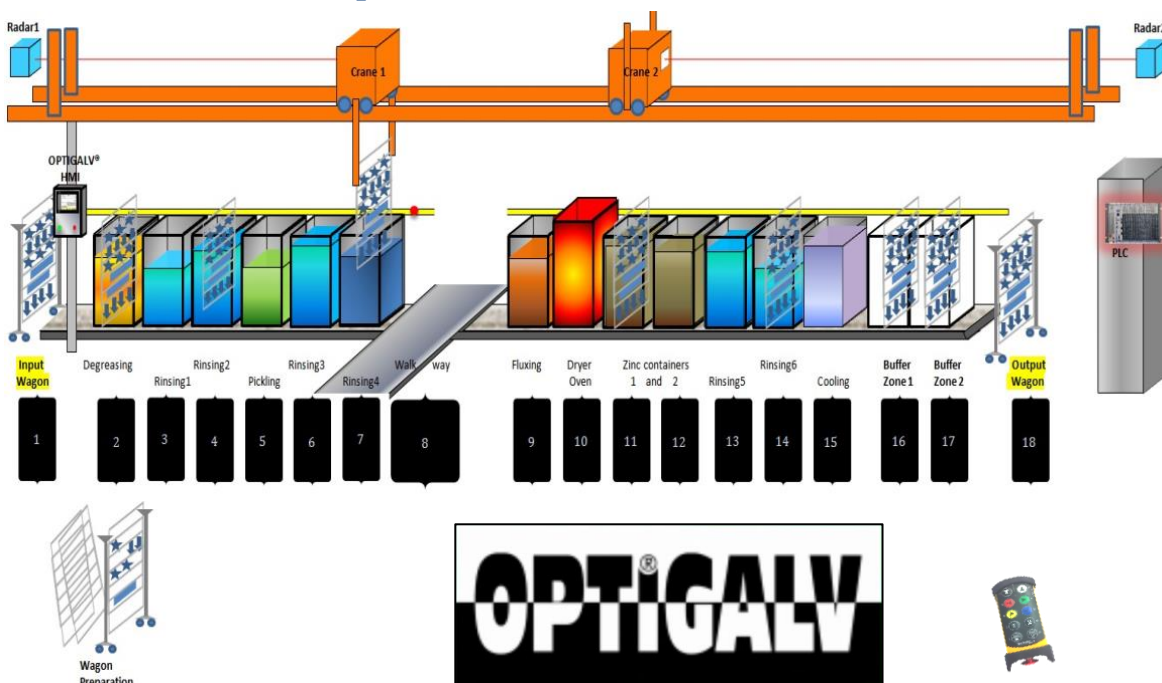 Radar1
Crane 1
Crane 2
OPTIGALV®
HMI
PLC
Input
Wagon
Degreasing
Rinsing1
Rinsing2
Pickling
Rinsing3
Rinsing4
Walk way
Fluxing
Dryer
Oven
Zinc containers
1 and 2
Rinsing5
Rinsing6
Cooling
Buffer
Zone 1
Buffer
Zone 2
Output
Wagon
1
2
3
4
5
6
7
8
9
10
11
12
13
14
15
16
17
18
OPTiGALV®
Wagon
Preparation